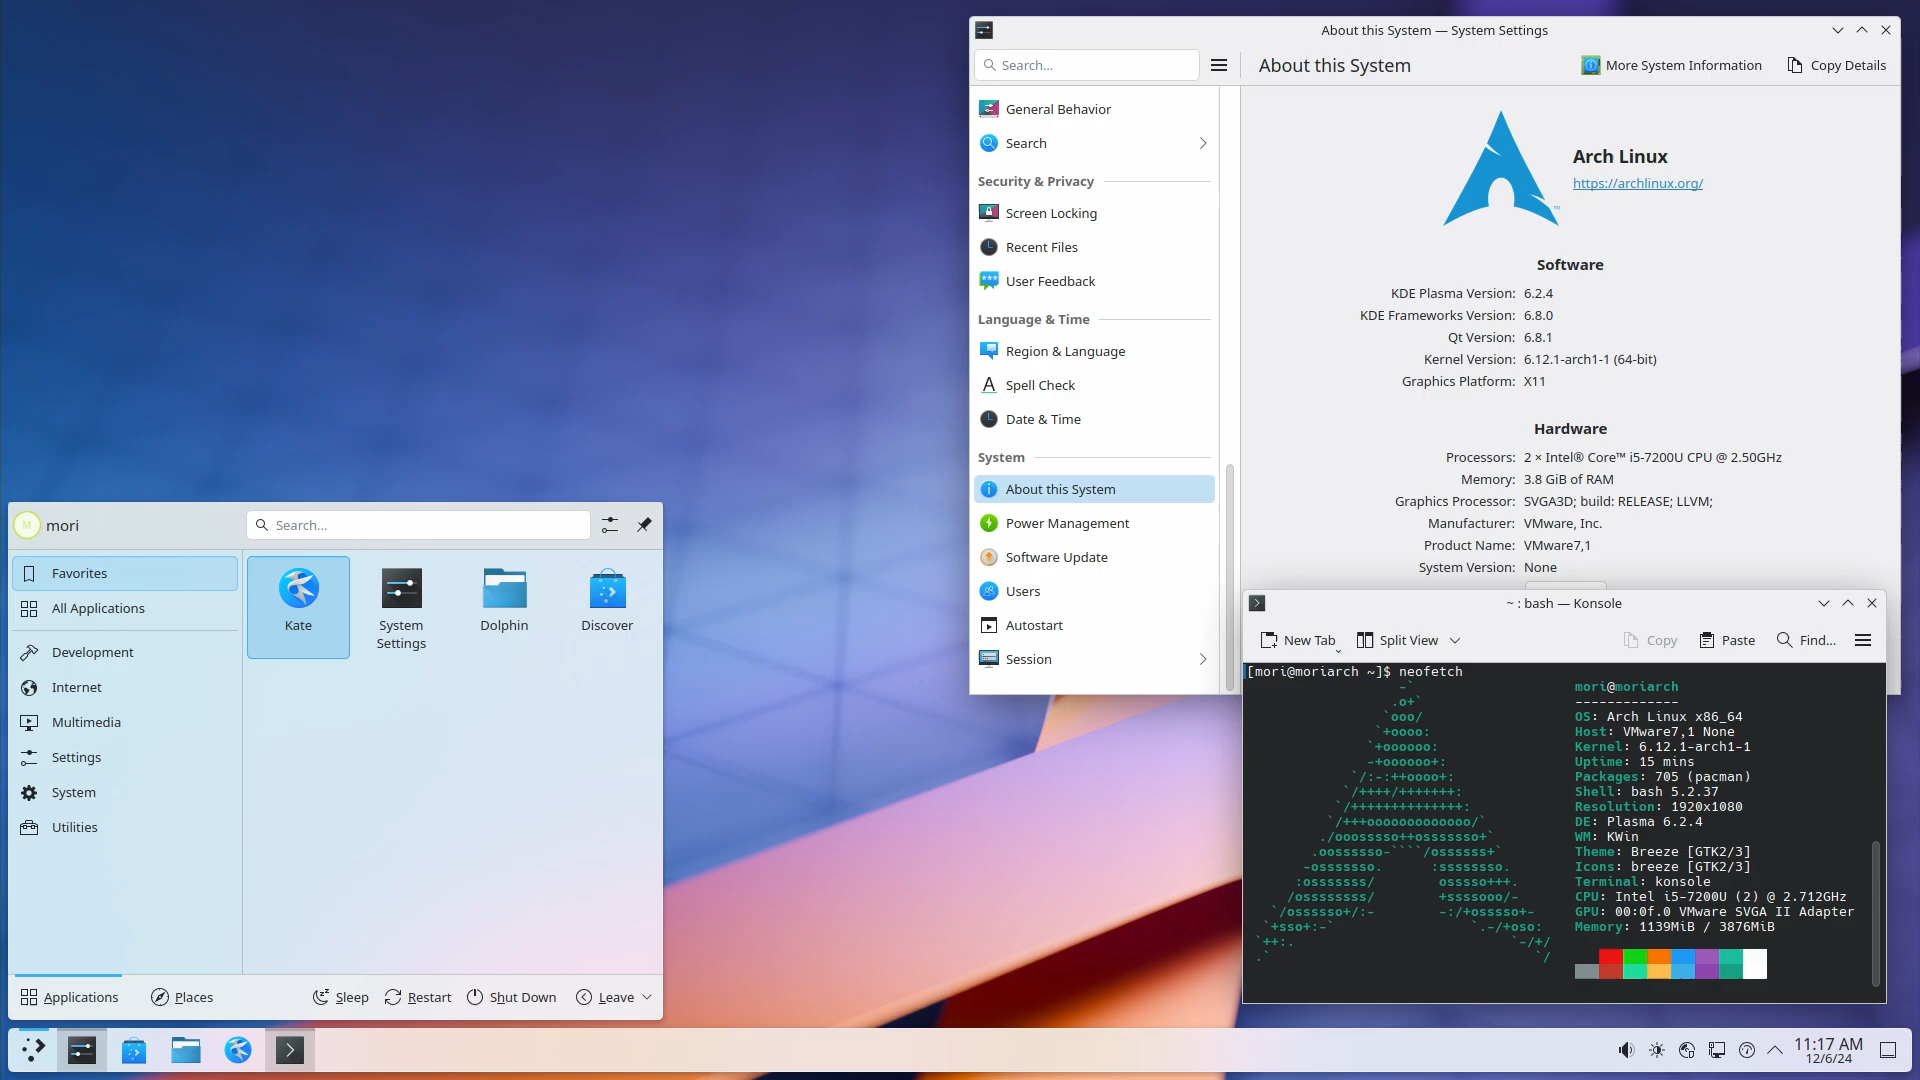 About this System — System Settings
Search...
About this System
More System Information
Copy Details
General Behavior
Search
Security & Privacy
Screen Locking
Recent Files
User Feedback
Language & Time
Region & Language
Spell Check
Date & Time
System
About this System
Power Management
Software Update
Users
Autostart
Session
Arch Linux
https://archlinux.org/
Software
KDE Plasma Version: 6.2.4
KDE Frameworks Version: 6.8.0
Qt Version: 6.8.1
Kernel Version: 6.12.1-arch1-1 (64-bit)
Graphics Platform: X11
Hardware
Processors: 2 × Intel® Core™ i5-7200U CPU @ 2.50GHz
Memory: 3.8 GiB of RAM
Graphics Processor: SVGA3D; build: RELEASE; LLVM;
Manufacturer: VMware, Inc.
Product Name: VMware7,1
System Version: None
~ : bash — Konsole
New Tab
Split View
Copy
Paste
Find...
[mori@moriarch ~]$ neofetch
mori@moriarch
-------------
OS: Arch Linux x86_64
Host: VMware7,1 None
Kernel: 6.12.1-arch1-1
Uptime: 15 mins
Packages: 705 (pacman)
Shell: bash 5.2.37
Resolution: 1920x1080
DE: Plasma 6.2.4
WM: KWin
Theme: Breeze [GTK2/3]
Icons: breeze [GTK2/3]
Terminal: konsole
CPU: Intel i5-7200U (2) @ 2.712GHz
GPU: 00:0f.0 VMware SVGA II Adapter
Memory: 1139MiB / 3876MiB
M
mori
Search...
Favorites
All Applications
Development
Internet
Multimedia
Settings
System
Utilities
Kate
System Settings
Dolphin
Discover
Applications
Places
Sleep
Restart
Shut Down
Leave
11:17 AM
12/6/24